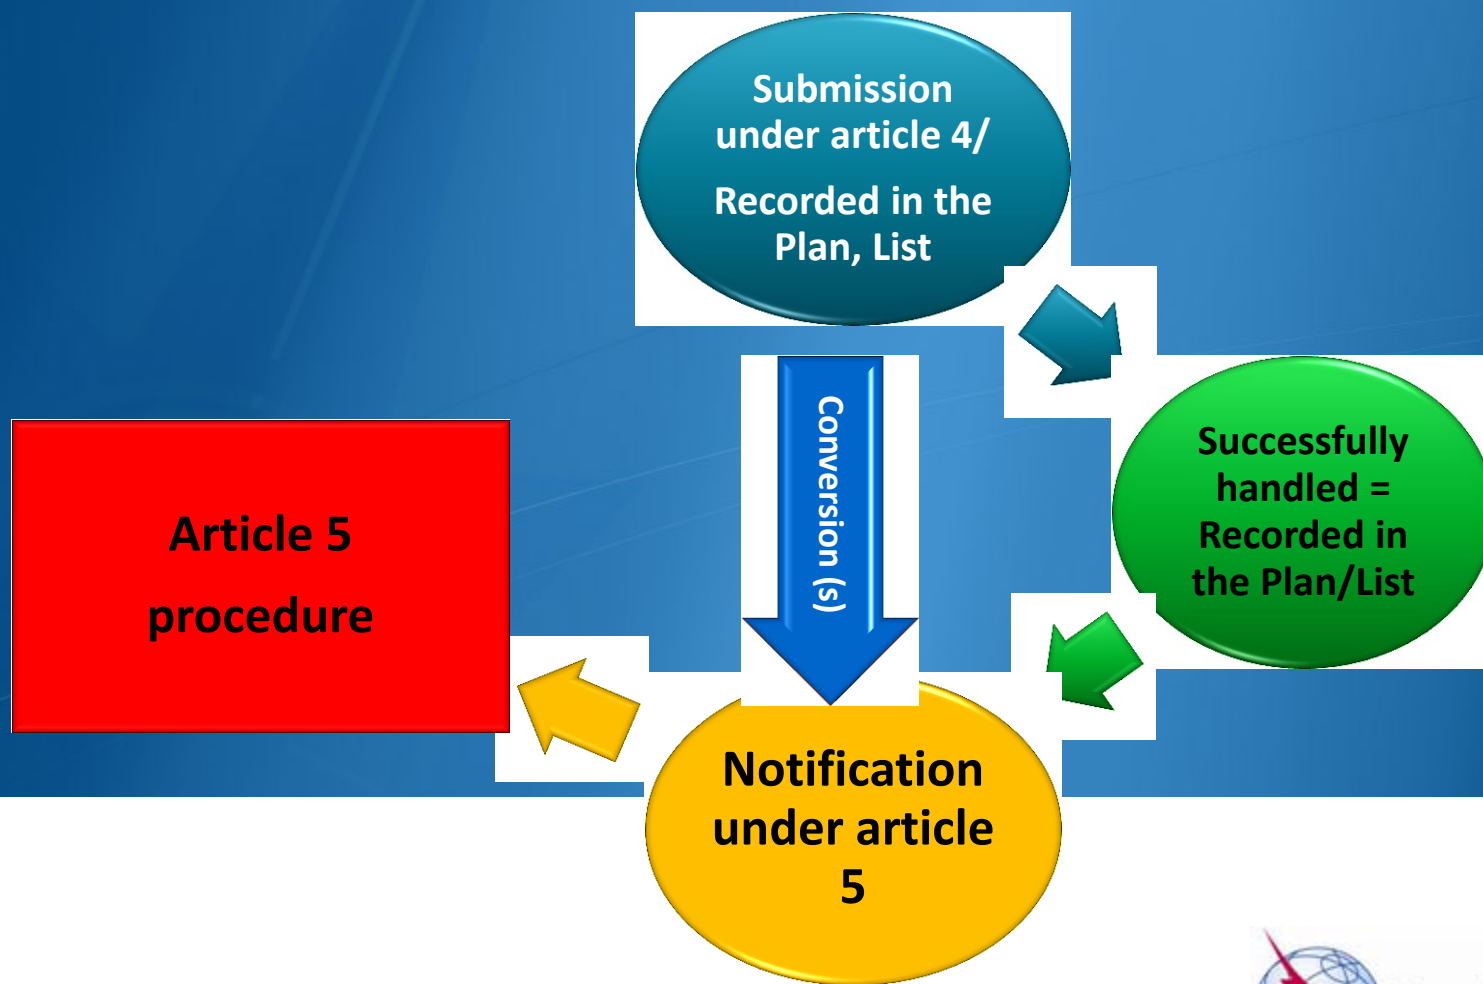 Submission
under article 4/
Recorded in the
Plan, List
Conversion (s)
Successfully
handled =
Recorded in
the Plan/List
Article 5
procedure
Notification
under article
5